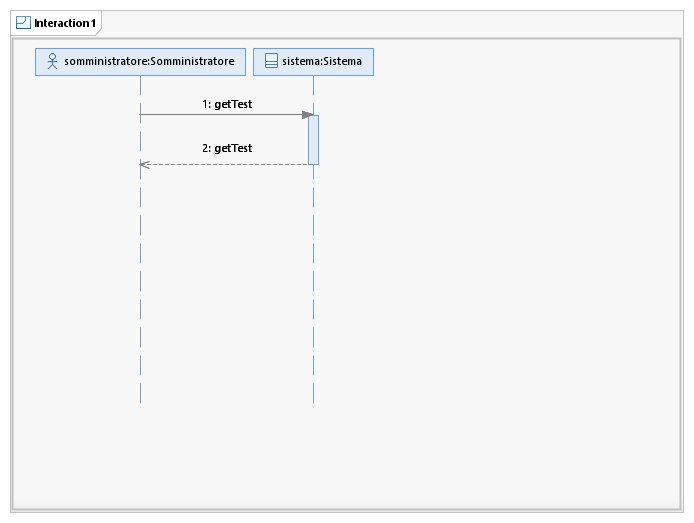 Interaction1
somministratore:Somministratore
sistema:Sistema
1: getTest
2: getTest